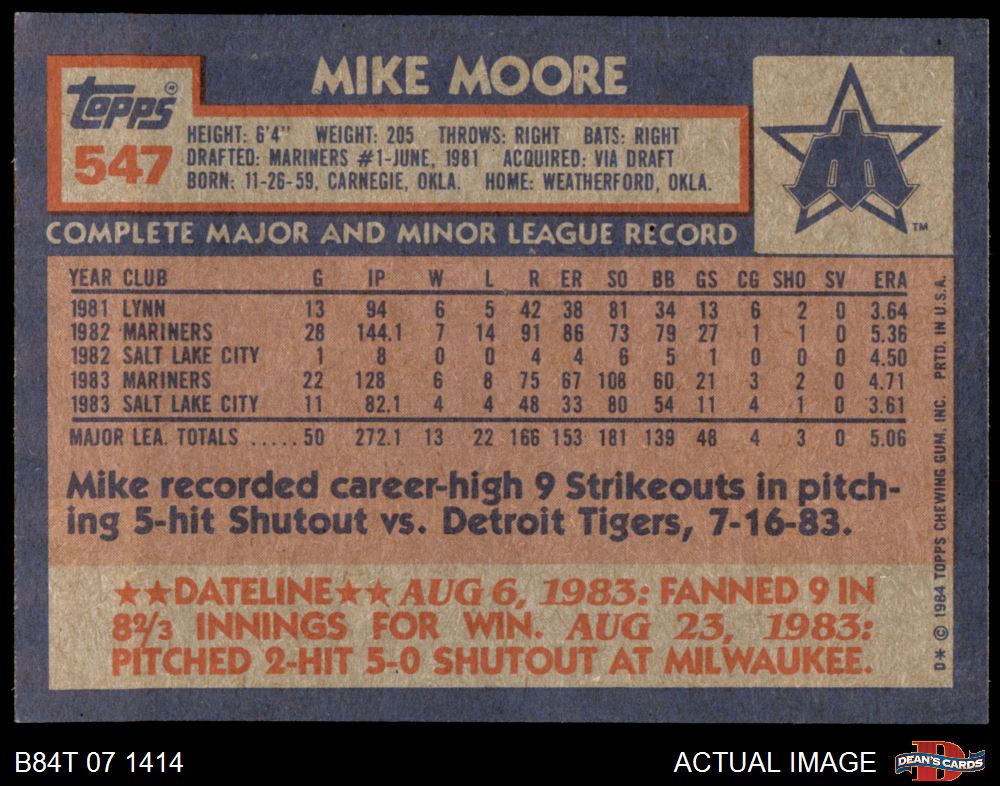 MIKE MOORE
Topps®
547
HEIGHT: 6'4" WEIGHT: 205 THROWS: RIGHT BATS: RIGHT
DRAFTED: MARINERS #1-JUNE, 1981 ACQUIRED: VIA DRAFT
BORN: 11-26-59, CARNEGIE, OKLA. HOME: WEATHERFORD, OKLA.
TM
COMPLETE MAJOR AND MINOR LEAGUE RECORD
YEAR CLUB G IP W L R ER SO BB GS CG SHO SV ERA
1981 LYNN 13 94 6 5 42 38 81 34 13 6 2 0 3.64
1982 MARINERS 28 144.1 7 14 91 86 73 79 27 1 1 0 5.36
1982 SALT LAKE CITY 1 8 0 0 4 4 6 5 1 0 0 0 4.50
1983 MARINERS 22 128 6 8 75 67 108 60 21 3 2 0 4.71
1983 SALT LAKE CITY 11 82.1 4 4 48 33 80 54 11 4 1 0 3.61
MAJOR LEA. TOTALS .....50 272.1 13 22 166 153 181 139 48 4 3 0 5.06
Mike recorded career-high 9 Strikeouts in pitch-
ing 5-hit Shutout vs. Detroit Tigers, 7-16-83.
★★DATELINE★★ AUG 6, 1983: FANNED 9 IN
8⅔ INNINGS FOR WIN. AUG 23, 1983:
PITCHED 2-HIT 5-0 SHUTOUT AT MILWAUKEE.
D* © 1984 TOPPS CHEWING GUM, INC. PRTD. IN U.S.A.
B84T 07 1414
ACTUAL IMAGE
DEAN'S CARDS